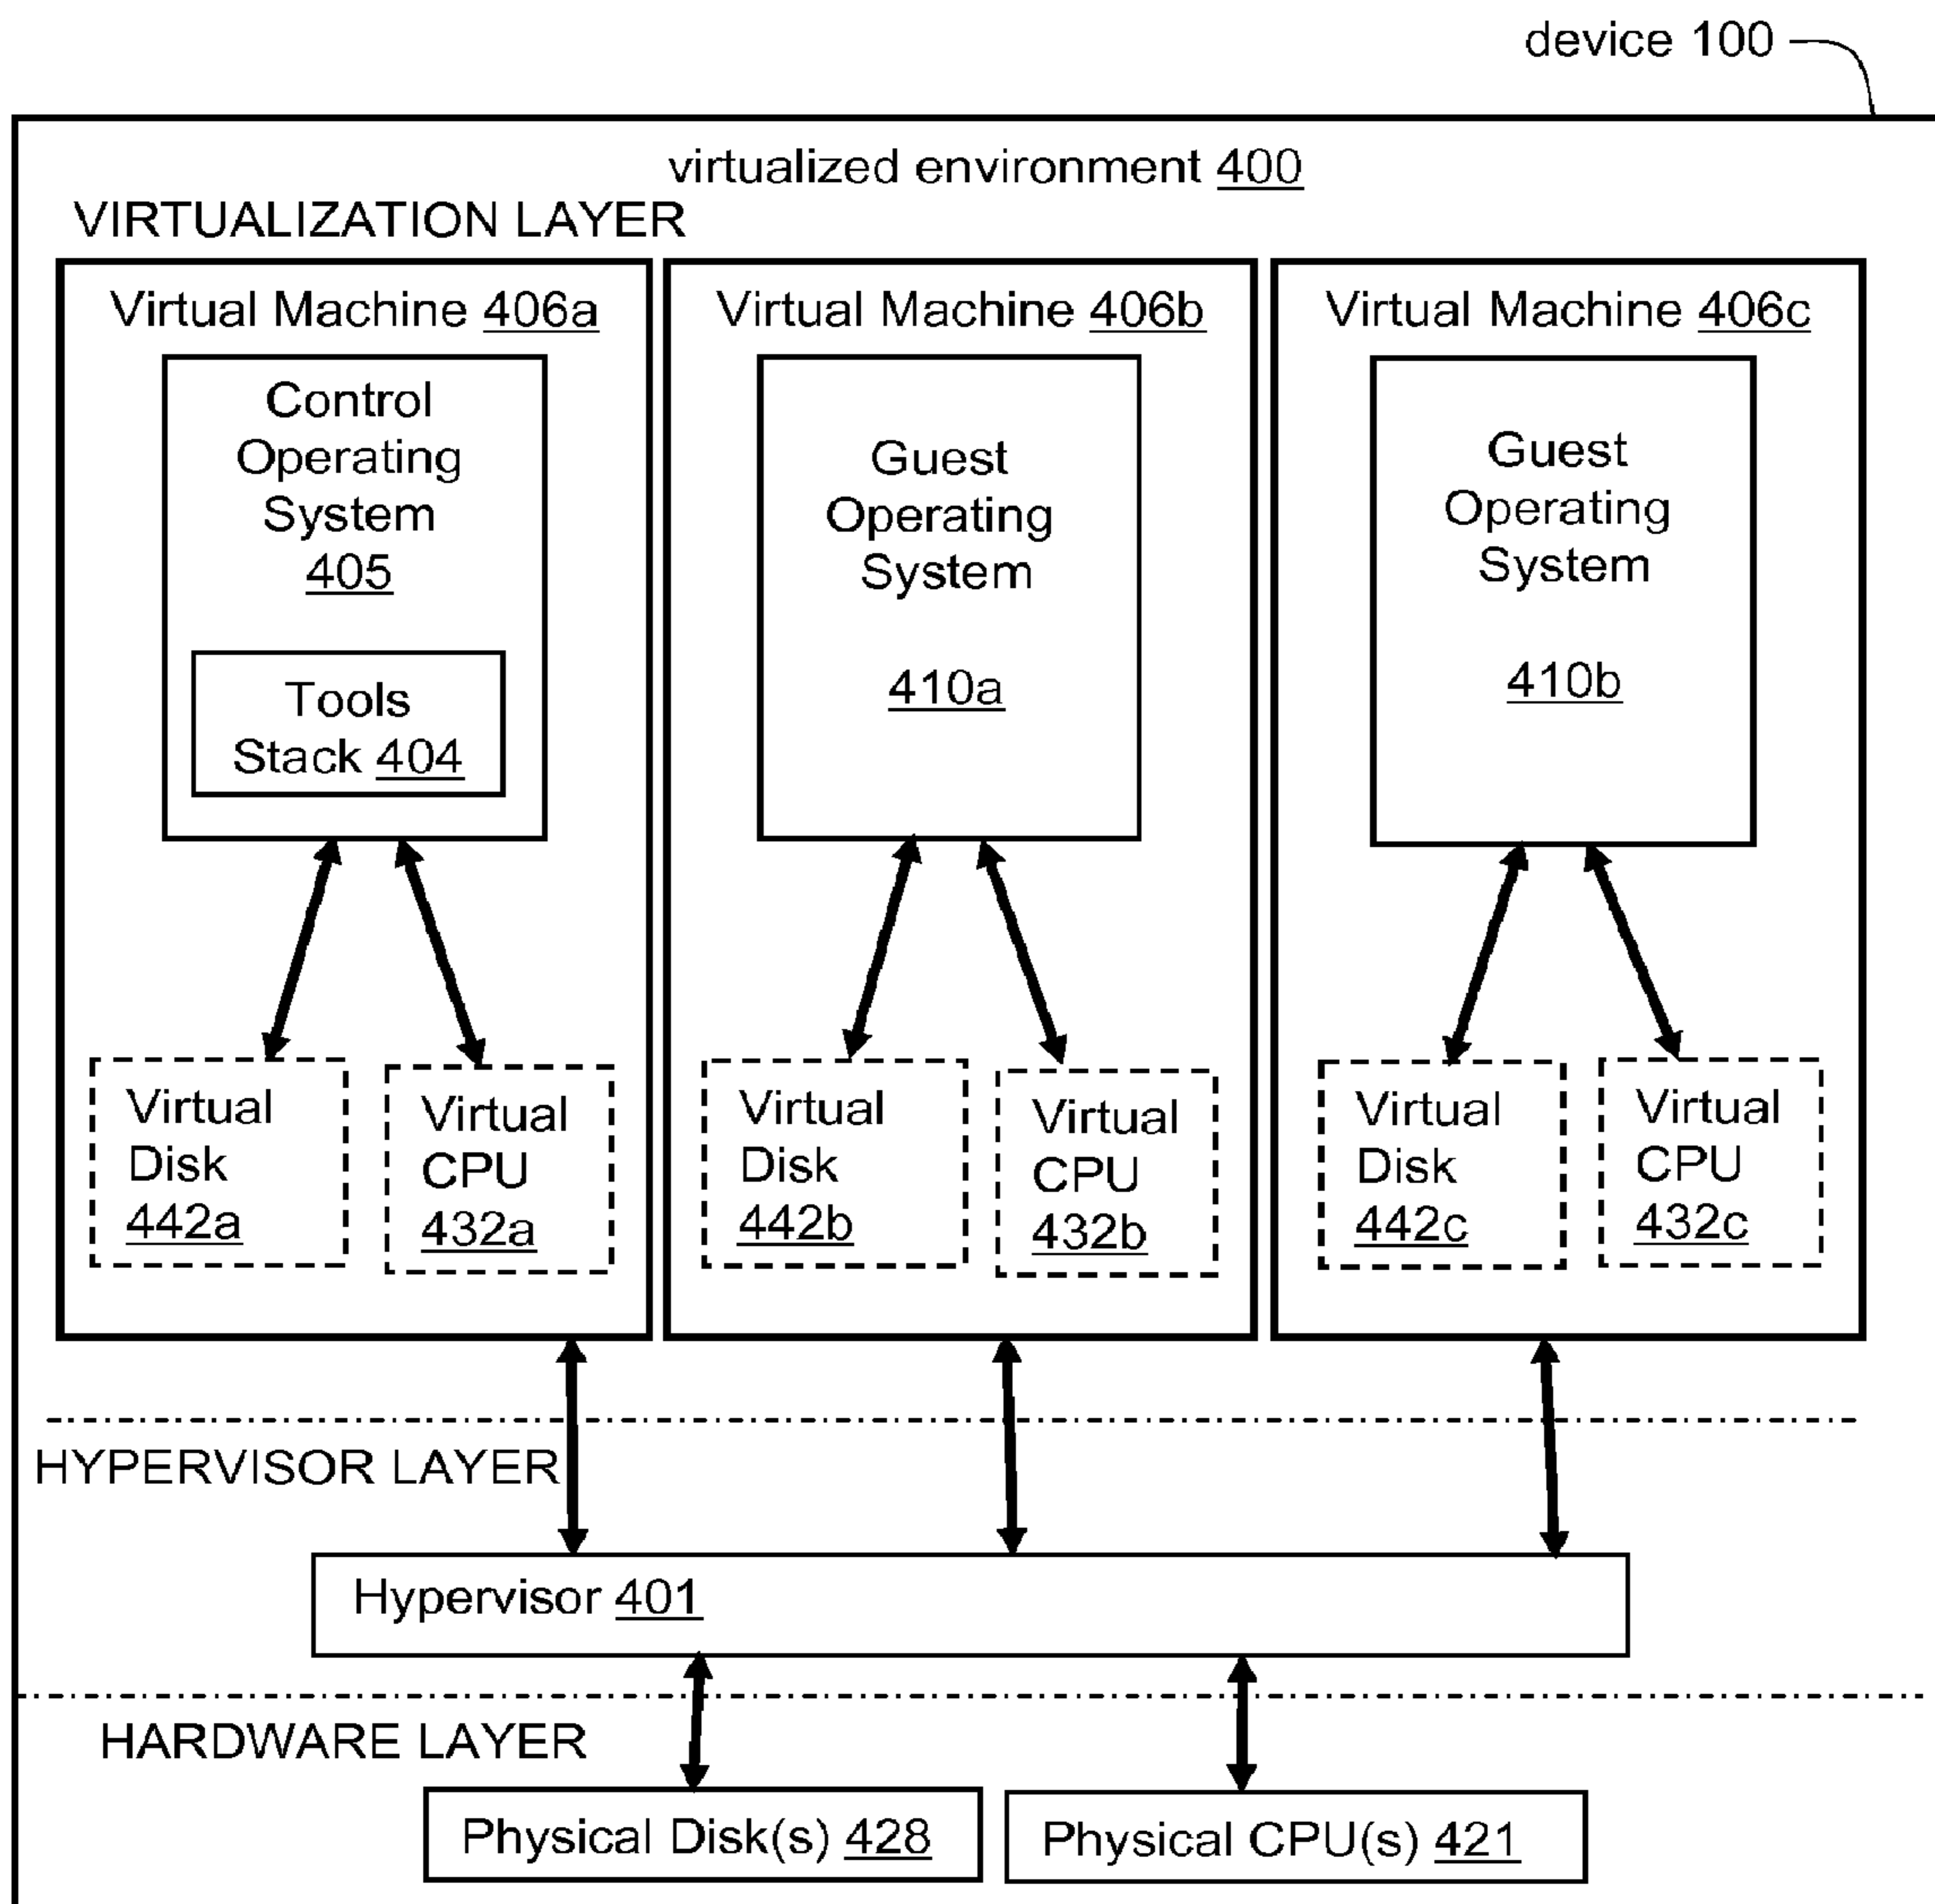 device 100
virtualized environment 400
VIRTUALIZATION LAYER
Virtual Machine 406a
Control
Operating
System
405
Tools
Stack 404
Virtual
Disk
442a
Virtual
CPU
432a
Virtual Machine 406b
Guest
Operating
System
410a
Virtual
Disk
442b
Virtual
CPU
432b
Virtual Machine 406c
Guest
Operating
System
410b
Virtual
Disk
442c
Virtual
CPU
432c
HYPERVISOR LAYER
Hypervisor 401
HARDWARE LAYER
Physical Disk(s) 428
Physical CPU(s) 421